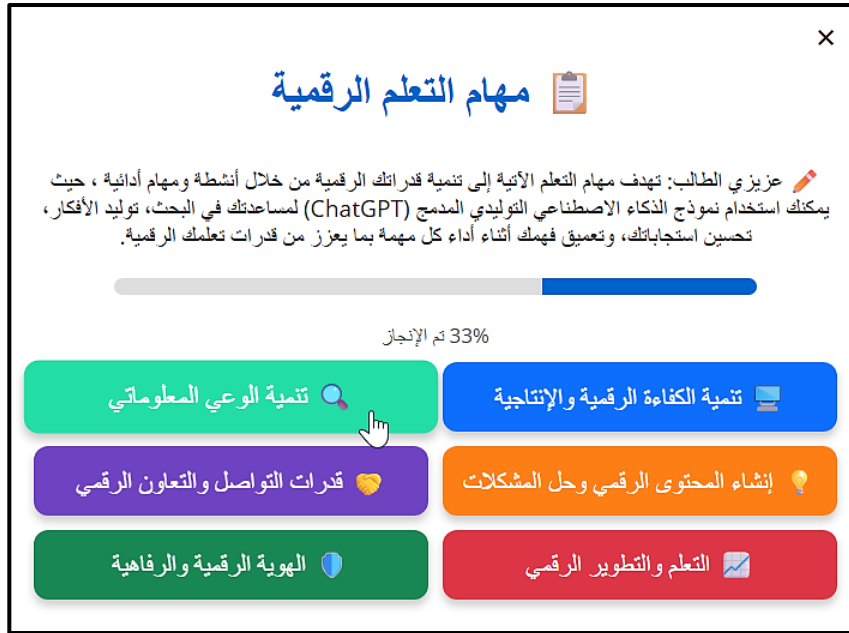 ×
📋 مهام التعلم الرقمية
🖍️ عزيزي الطالب: تهدف مهام التعلم الآتية إلى تنمية قدراتك الرقمية من خلال أنشطة ومهام أدائية ، حيث
يمكنك استخدام نموذج الذكاء الاصطناعي التوليدي المدمج (ChatGPT) لمساعدتك في البحث، توليد الأفكار،
تحسين استجاباتك، وتعميق فهمك أثناء أداء كل مهمة بما يعزز من قدرات تعلمك الرقمية.
33% تم الإنجاز
🖥️ تنمية الكفاءة الرقمية والإنتاجية
🔍 تنمية الوعي المعلوماتي
💡 إنشاء المحتوى الرقمي وحل المشكلات
🤝 قدرات التواصل والتعاون الرقمي
📈 التعلم والتطوير الرقمي
🛡️ الهوية الرقمية والرفاهية